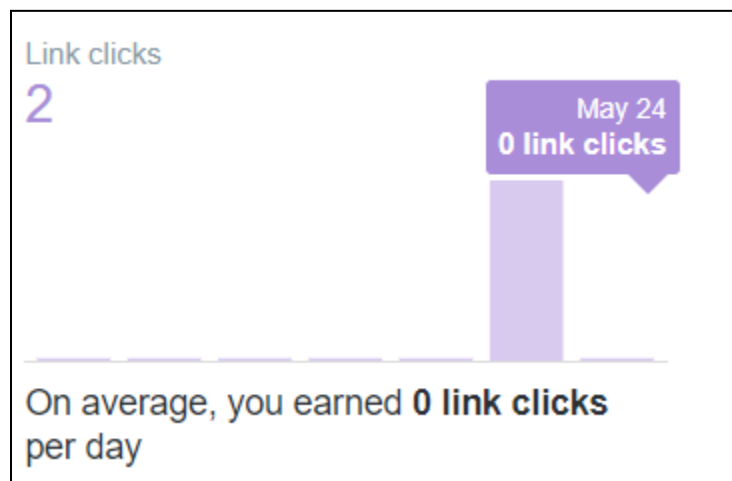 Link clicks
2
May 24
0 link clicks
On average, you earned 0 link clicks
per day